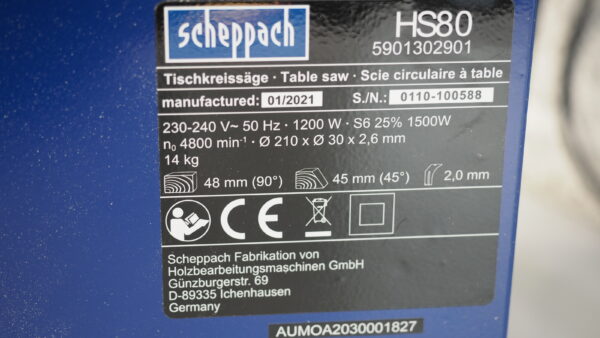 scheppach
HS80
5901302901
Tischkreissäge · Table saw · Scie circulaire à table
manufactured: 01/2021 S./N.: 0110-100588
230-240 V~ 50 Hz · 1200 W · S6 25% 1500W
n₀ 4800 min⁻¹ · Ø 210 x Ø 30 x 2,6 mm
14 kg
48 mm (90°) 45 mm (45°) 2,0 mm
CE
Scheppach Fabrikation von
Holzbearbeitungsmaschinen GmbH
Günzburgerstr. 69
D-89335 Ichenhausen
Germany
AUMOA2030001827